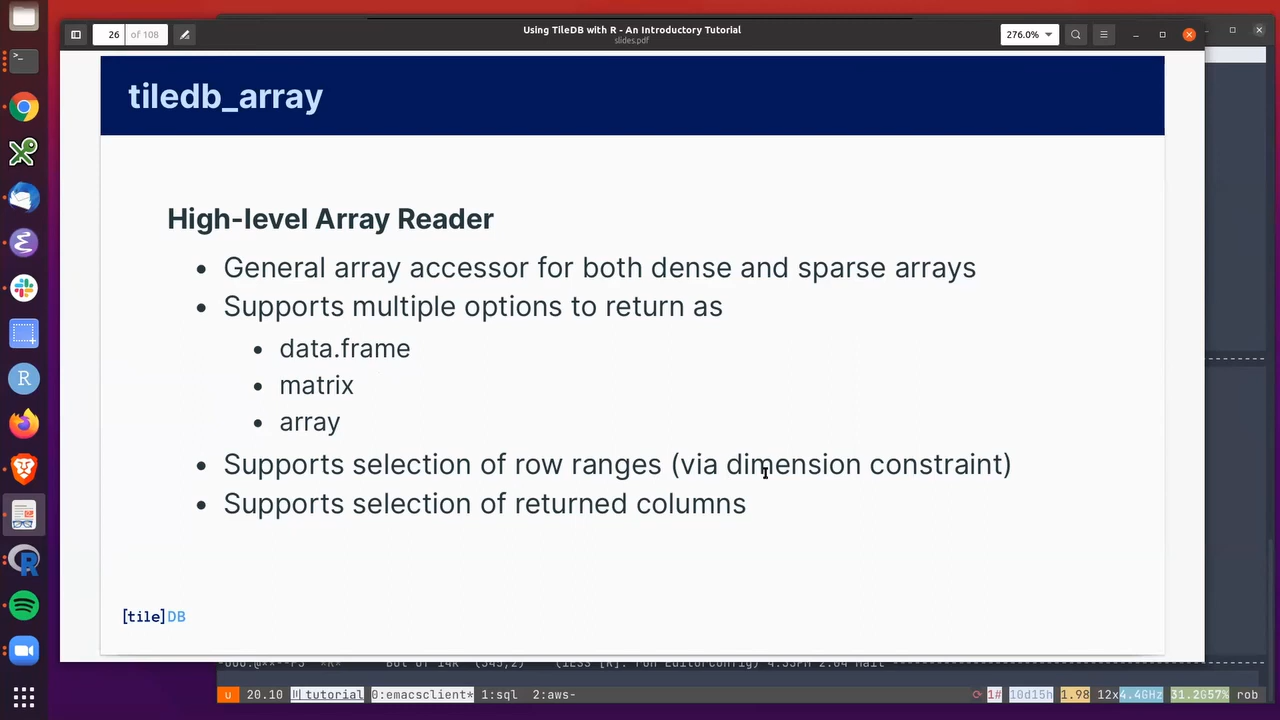 26 of 108
Using TileDB with R - An Introductory Tutorial
slides.pdf
276.0%
tiledb_array
High-level Array Reader
• General array accessor for both dense and sparse arrays
• Supports multiple options to return as
• data.frame
• matrix
• array
• Supports selection of row ranges (via dimension constraint)
• Supports selection of returned columns
[tile]DB
u 20.10 tutorial 0:emacsclient* 1:sql 2:aws- 1# 10d15h 1.98 12x4.4GHz 31.2G57% rob